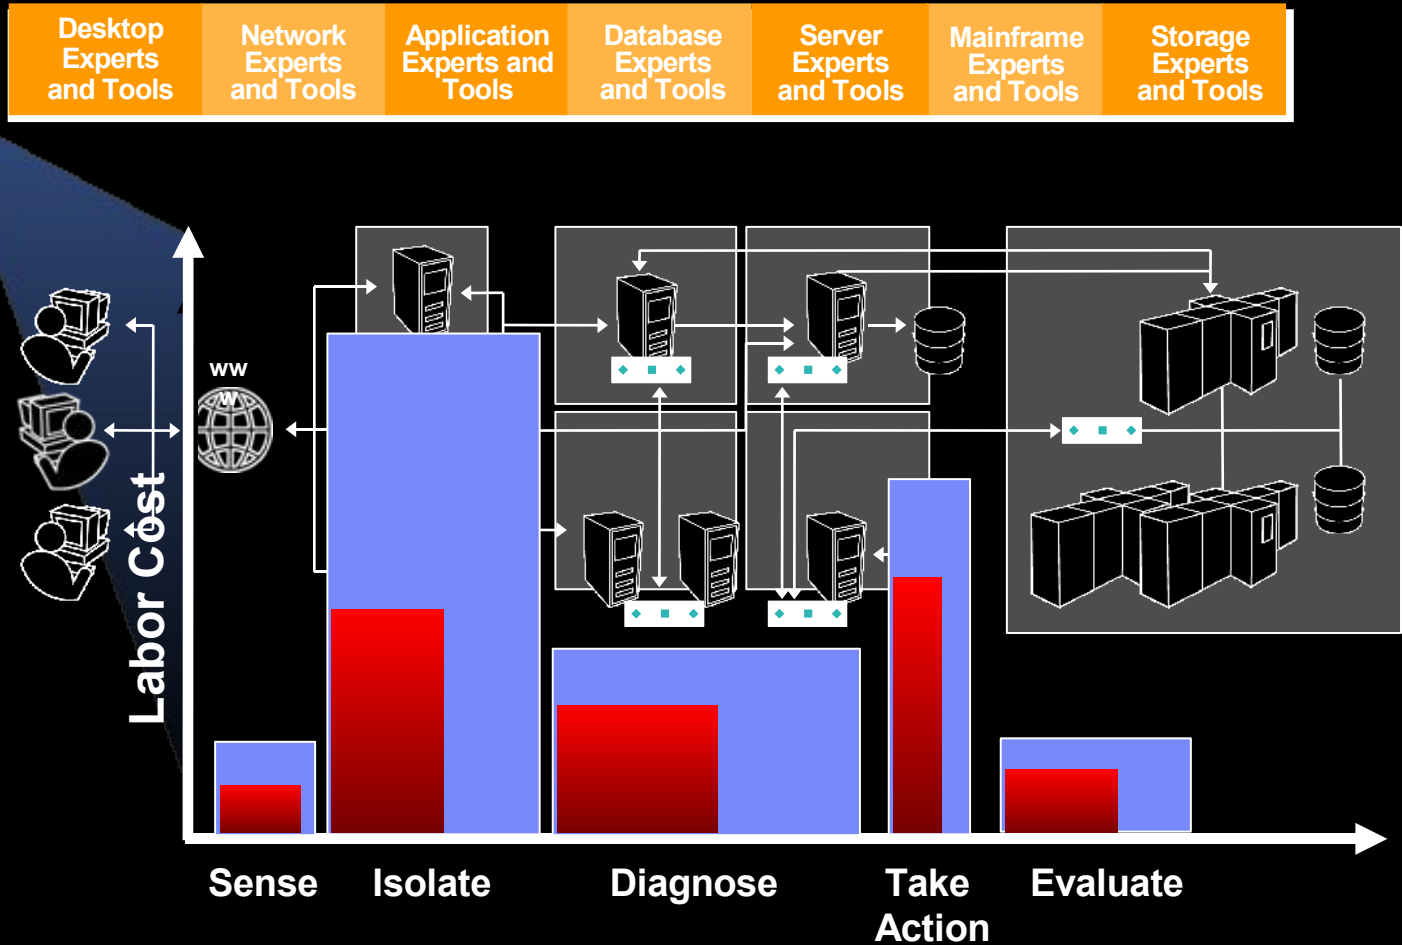 Desktop
Experts
and Tools
Network
Experts
and Tools
Application
Experts and
Tools
Database
Experts
and Tools
Server
Experts
and Tools
Mainframe
Experts
and Tools
Storage
Experts
and Tools
ww
w
Labor Cost
Sense
Isolate
Diagnose
Take
Action
Evaluate